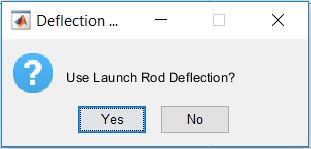 Deflection ...
Use Launch Rod Deflection?
Yes No